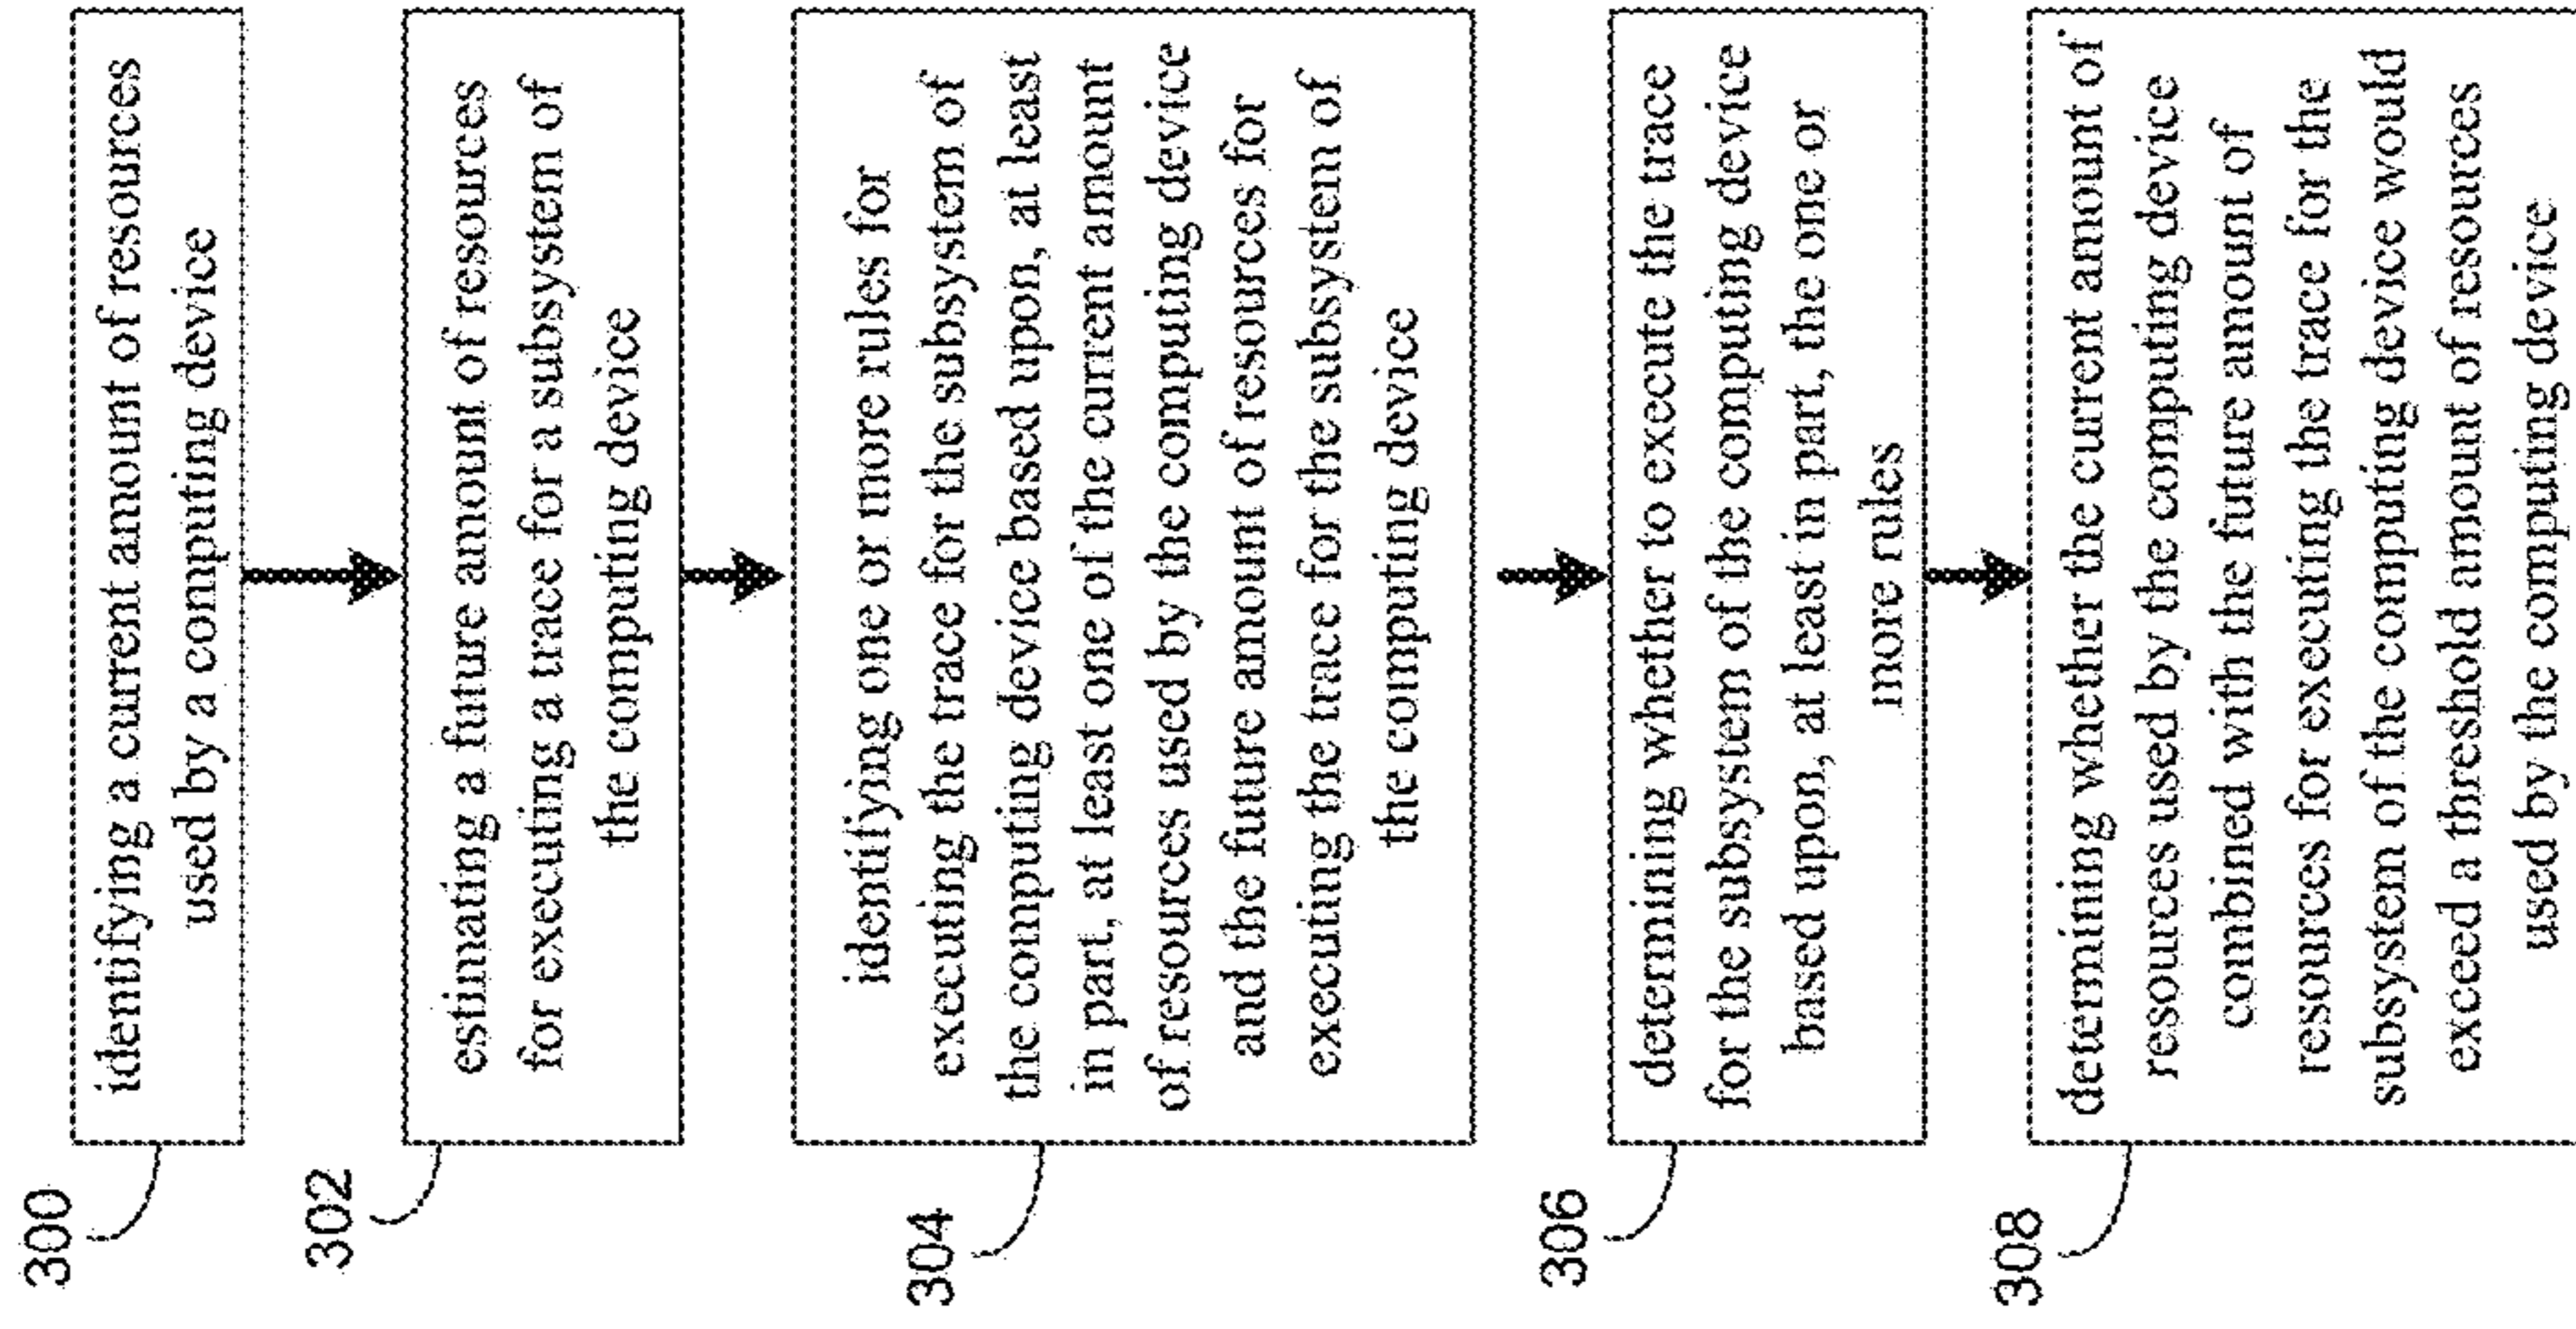 300
identifying a current amount of resources
used by a computing device
302
estimating a future amount of resources
for executing a trace for a subsystem of
the computing device
304
identifying one or more rules for
executing the trace for the subsystem of
the computing device based upon, at least
in part, at least one of the current amount
of resources used by the computing device
and the future amount of resources for
executing the trace for the subsystem of
the computing device
306
determining whether to execute the trace
for the subsystem of the computing device
based upon, at least in part, the one or
more rules
308
determining whether the current amount of
resources used by the computing device
combined with the future amount of
resources for executing the trace for the
subsystem of the computing device would
exceed a threshold amount of resources
used by the computing device